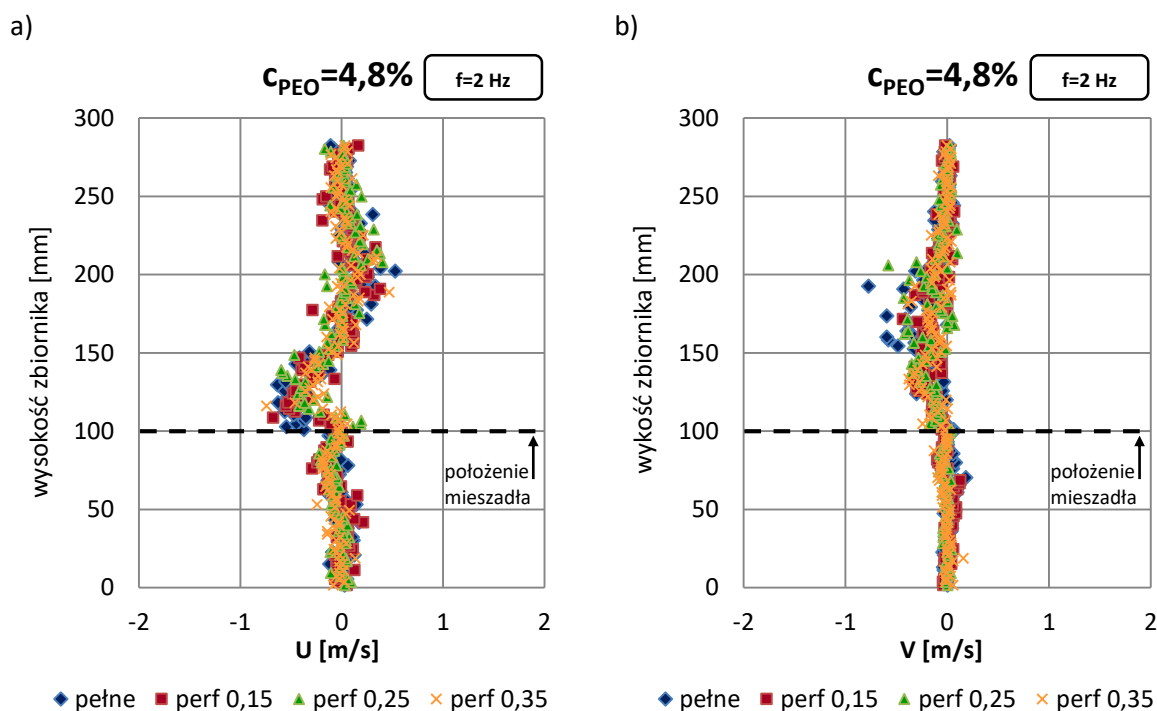 a)
c_PEO=4,8%
f=2 Hz
300
250
200
150
100
50
0
wysokość zbiornika [mm]
położenie
mieszadła
-2 -1 0 1 2
U [m/s]
pełne perf 0,15 perf 0,25 perf 0,35
b)
c_PEO=4,8%
f=2 Hz
300
250
200
150
100
50
0
wykość zbiornika [mm]
położenie
mieszadła
-2 -1 0 1 2
V [m/s]
pełne perf 0,15 perf 0,25 perf 0,35